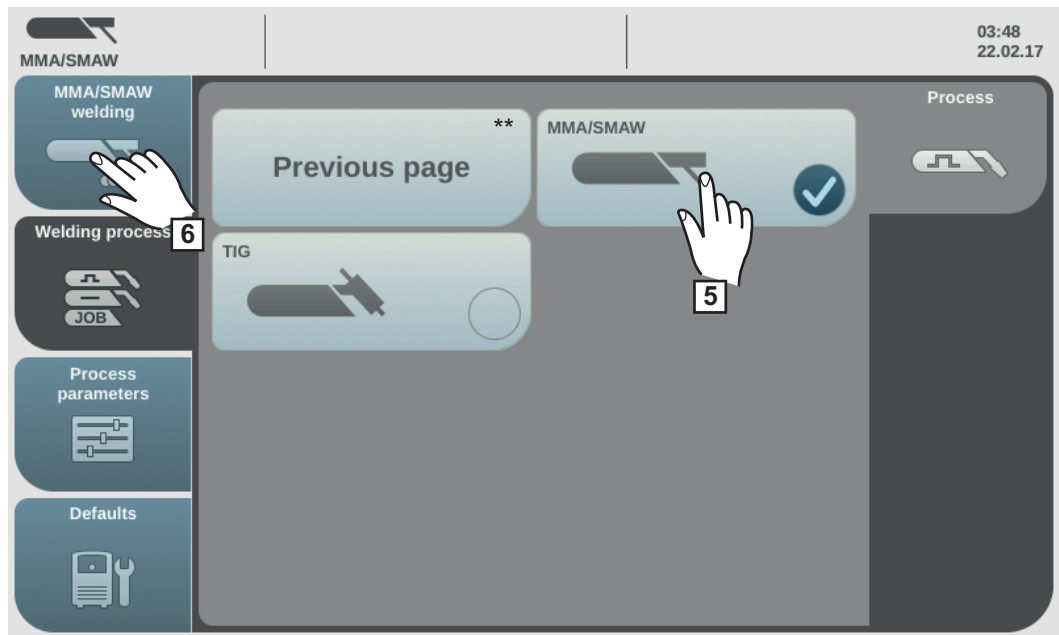 MMA/SMAW
03:48
22.02.17
MMA/SMAW
welding
6
Welding process
JOB
Process
parameters
Defaults
**
Previous page
MMA/SMAW
5
TIG
Process